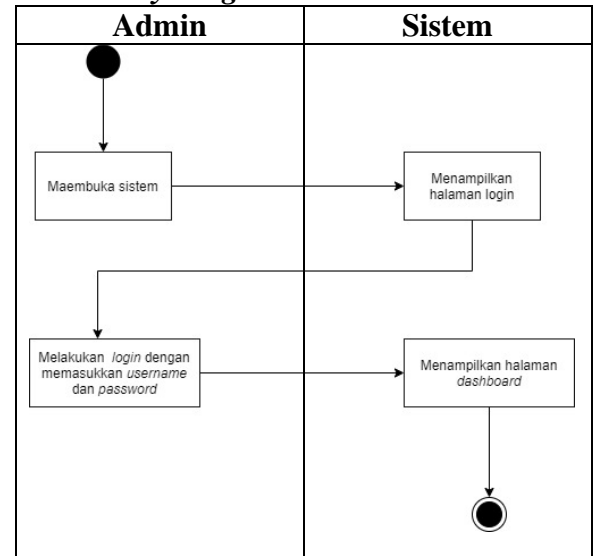 Admin
Sistem
Maembuka sistem
Menampilkan
halaman login
Melakukan login dengan
memasukkan username
dan password
Menampilkan halaman
dashboard